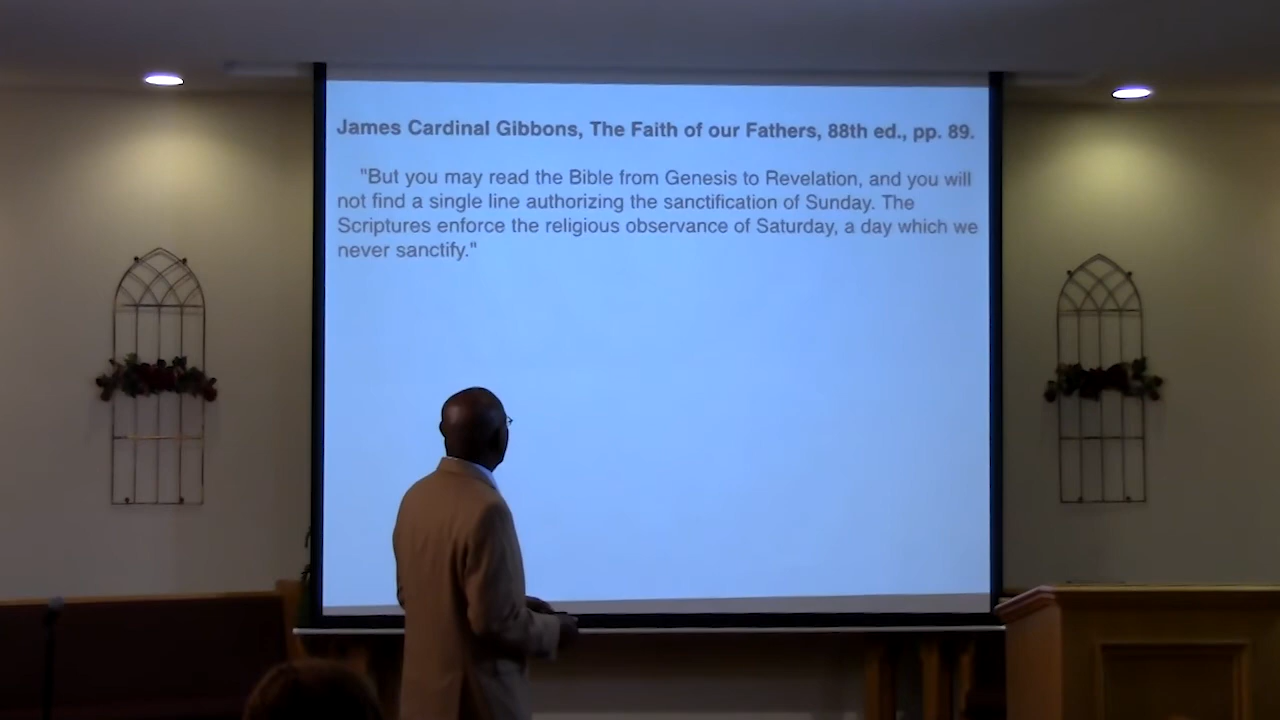 James Cardinal Gibbons, The Faith of our Fathers, 88th ed., pp. 89.
"But you may read the Bible from Genesis to Revelation, and you will
not find a single line authorizing the sanctification of Sunday. The
Scriptures enforce the religious observance of Saturday, a day which we
never sanctify."